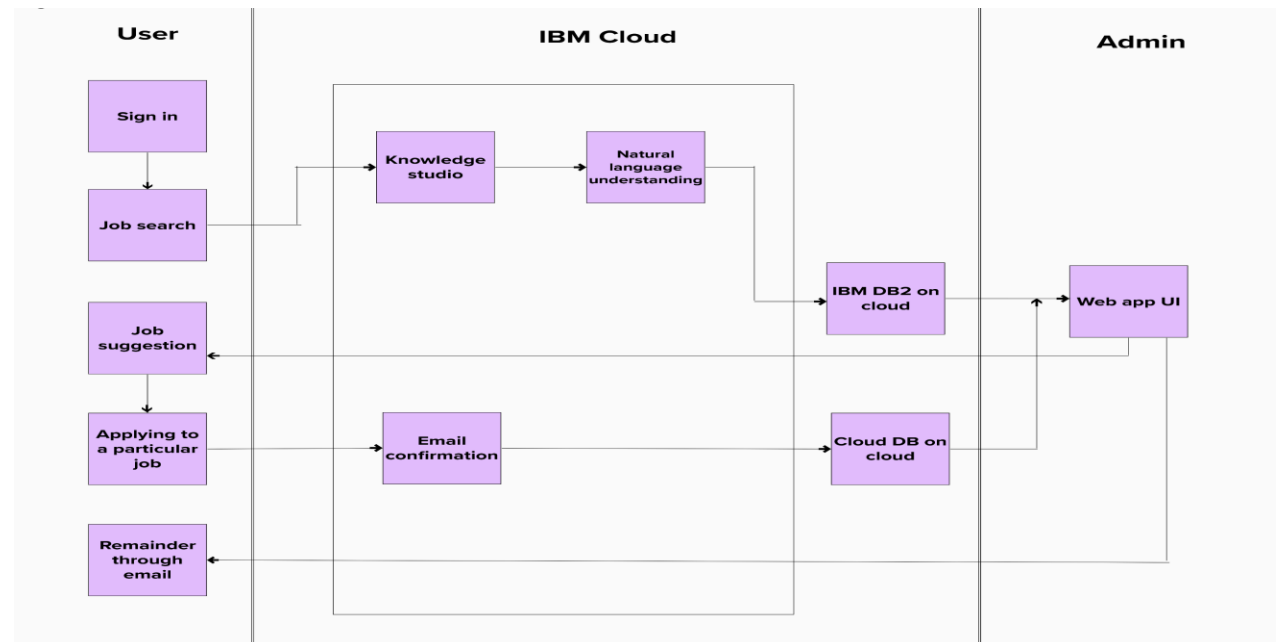 User
IBM Cloud
Admin
Sign in
Job search
Knowledge
studio
Natural
language
understanding
IBM DB2 on
cloud
Web app UI
Job
suggestion
Applying to
a particular
job
Email
confirmation
Cloud DB on
cloud
Remainder
through
email